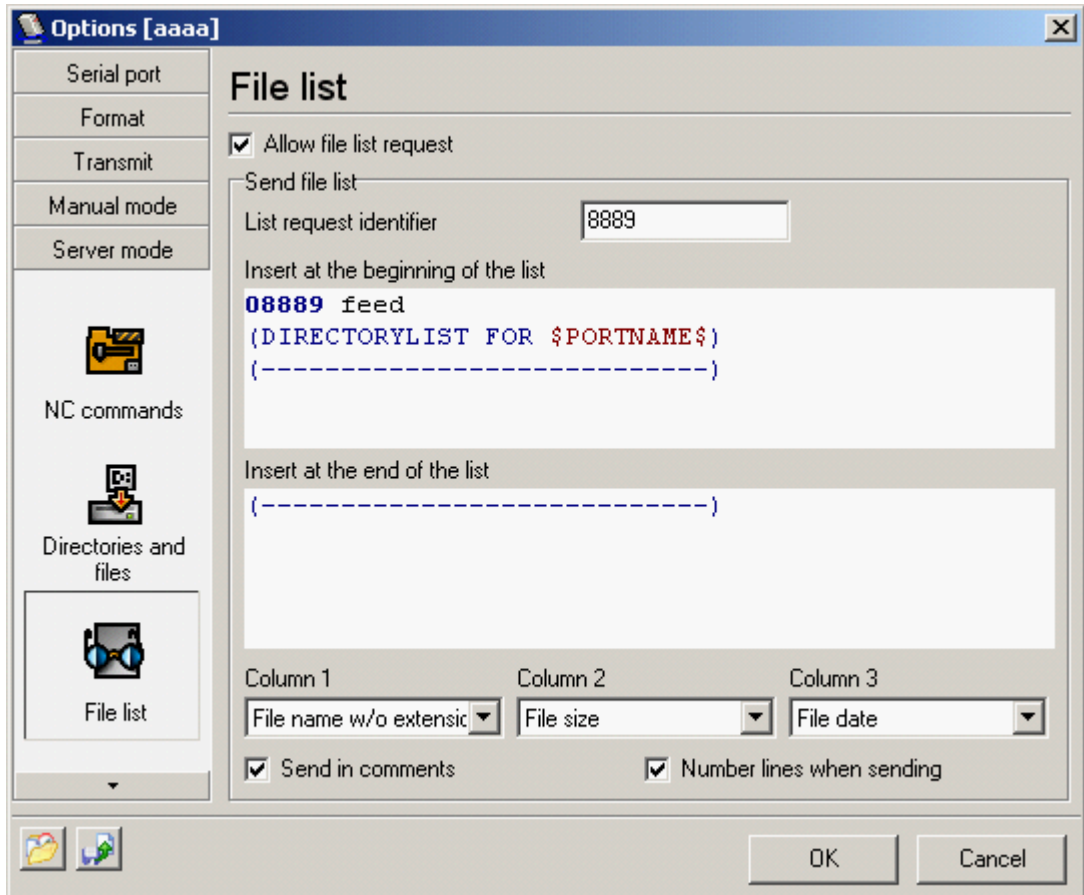 Options [aaaa]
Serial port
Format
Transmit
Manual mode
Server mode
NC commands
Directories and
files
File list
File list
Allow file list request
Send file list
List request identifier
8889
Insert at the beginning of the list
O8889 feed
(DIRECTORYLIST FOR $PORTNAME$)
(----------------------------)
Insert at the end of the list
(----------------------------)
Column 1
Column 2
Column 3
File name w/o extensic
File size
File date
Send in comments
Number lines when sending
OK
Cancel